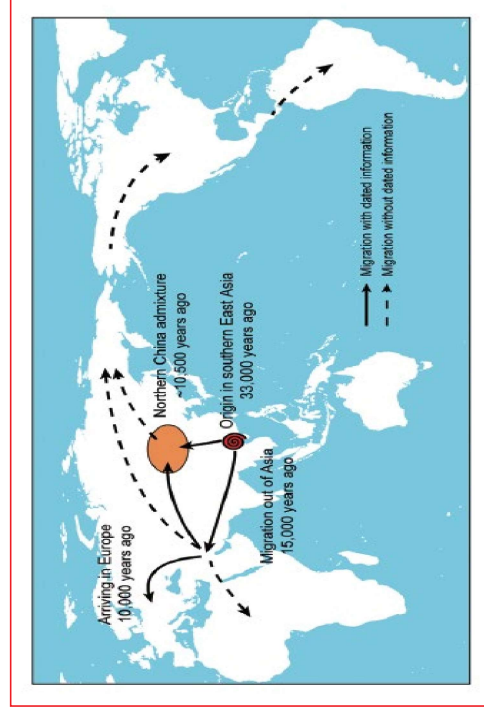 Arriving in Europe
10,000 years ago
Northern China admixture
~10,500 years ago
Origin in southern East Asia
33,000 years ago
Migration out of Asia
15,000 years ago
Migration with dated information
Migration without dated information